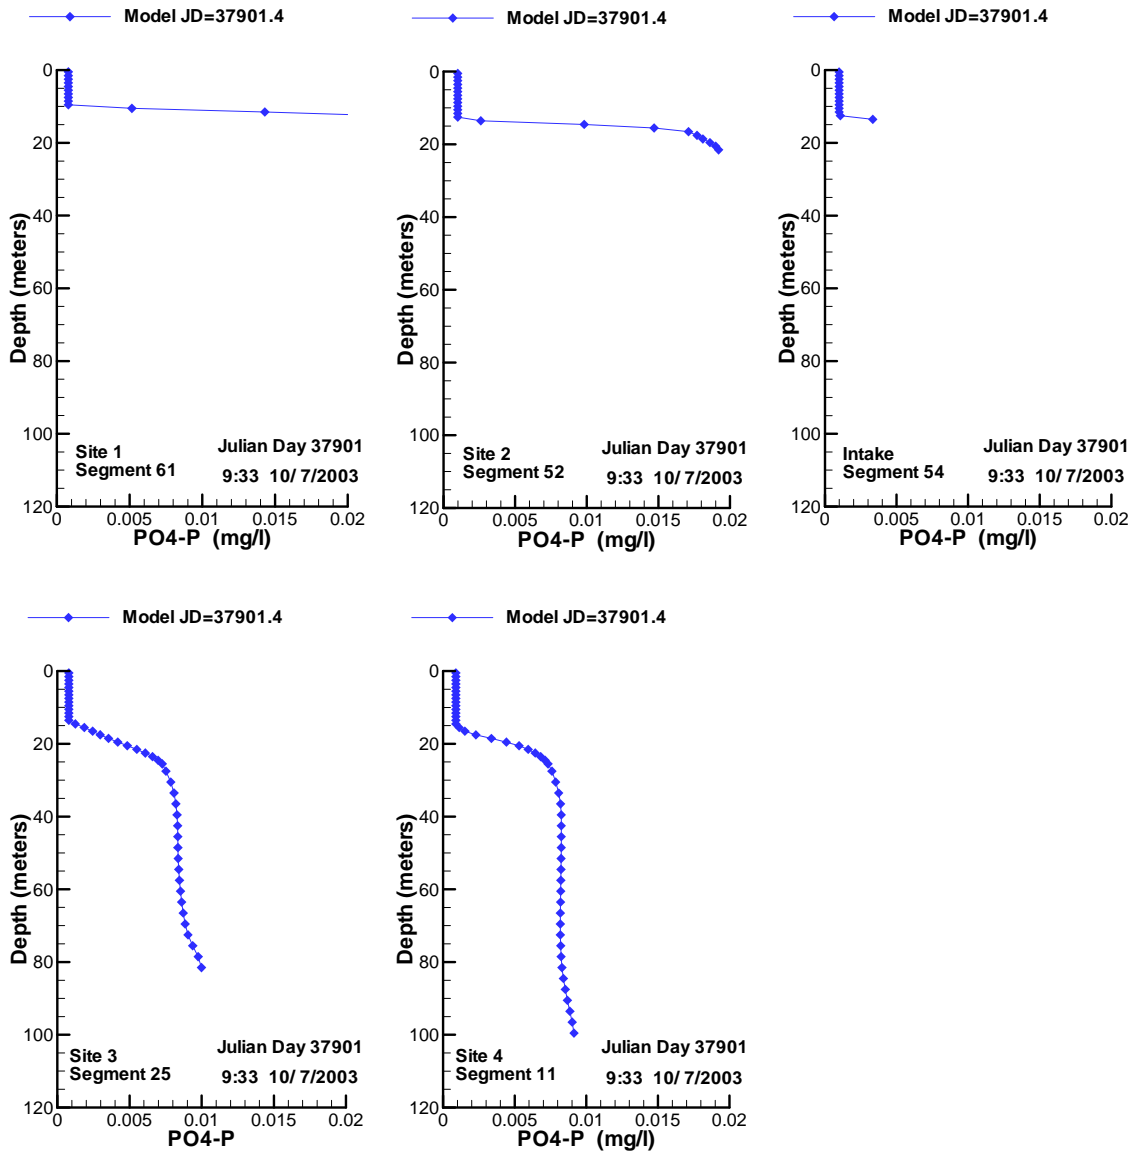 Model JD=37901.4
0
20
40
60
80
100
120
Depth (meters)
Site 1
Segment 61
Julian Day 37901
9:33 10/ 7/2003
0
0.005
0.01
0.015
0.02
PO4-P (mg/l)
Model JD=37901.4
0
20
40
60
80
100
120
Depth (meters)
Site 2
Segment 52
Julian Day 37901
9:33 10/ 7/2003
0
0.005
0.01
0.015
0.02
PO4-P (mg/l)
Model JD=37901.4
0
20
40
60
80
100
120
Depth (meters)
Intake
Segment 54
Julian Day 37901
9:33 10/ 7/2003
0
0.005
0.01
0.015
0.02
PO4-P (mg/l)
Model JD=37901.4
0
20
40
60
80
100
120
Depth (meters)
Site 3
Segment 25
Julian Day 37901
9:33 10/ 7/2003
0
0.005
0.01
0.015
0.02
PO4-P
Model JD=37901.4
0
20
40
60
80
100
120
Depth (meters)
Site 4
Segment 11
Julian Day 37901
9:33 10/ 7/2003
0
0.005
0.01
0.015
0.02
PO4-P (mg/l)